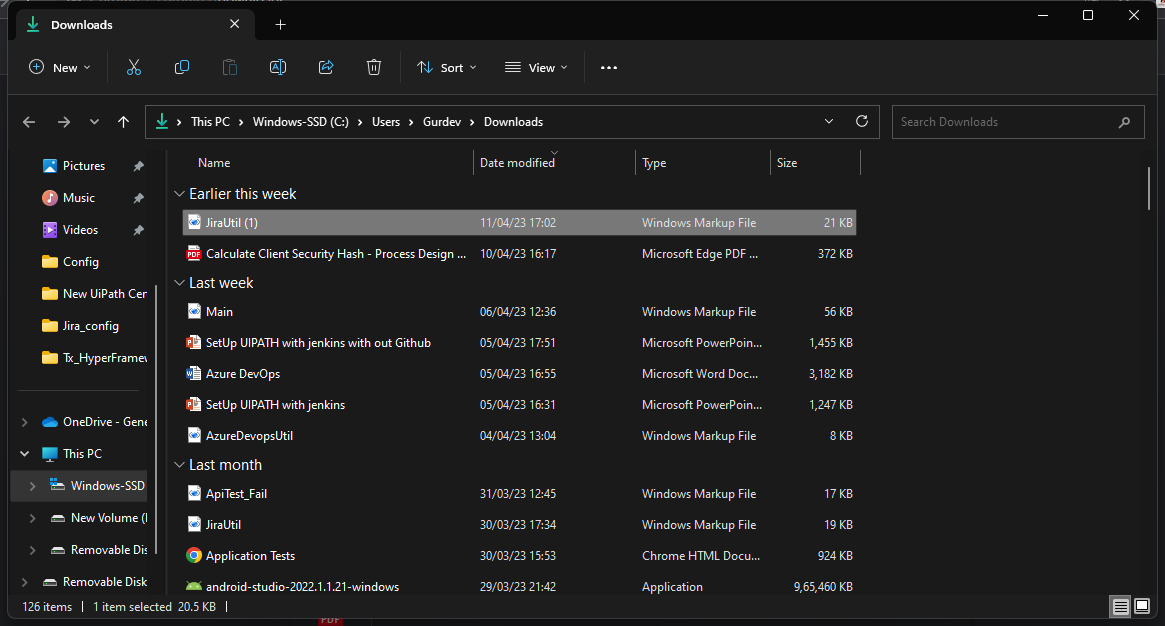 Downloads
New
Sort
View
This PC > Windows-SSD (C:) > Users > Gurdev > Downloads
Search Downloads
Pictures
Music
Videos
Config
New UiPath Cer
Jira_config
Tx_HyperFramew
OneDrive - Gene
This PC
Windows-SSD
New Volume (
Removable Dis
Removable Disk
Name Date modified Type Size
Earlier this week
JiraUtil (1) 11/04/23 17:02 Windows Markup File 21 KB
PDF Calculate Client Security Hash - Process Design ... 10/04/23 16:17 Microsoft Edge PDF ... 372 KB
Last week
Main 06/04/23 12:36 Windows Markup File 56 KB
SetUp UIPATH with jenkins with out Github 05/04/23 17:51 Microsoft PowerPoin... 1,455 KB
Azure DevOps 05/04/23 16:55 Microsoft Word Doc... 3,182 KB
SetUp UIPATH with jenkins 05/04/23 16:31 Microsoft PowerPoin... 1,247 KB
AzureDevopsUtil 04/04/23 13:04 Windows Markup File 8 KB
Last month
ApiTest_Fail 31/03/23 12:45 Windows Markup File 17 KB
JiraUtil 30/03/23 17:34 Windows Markup File 19 KB
Application Tests 30/03/23 15:53 Chrome HTML Docu... 924 KB
android-studio-2022.1.1.21-windows 29/03/23 21:42 Application 9,65,460 KB
126 items | 1 item selected 20.5 KB |
PDF